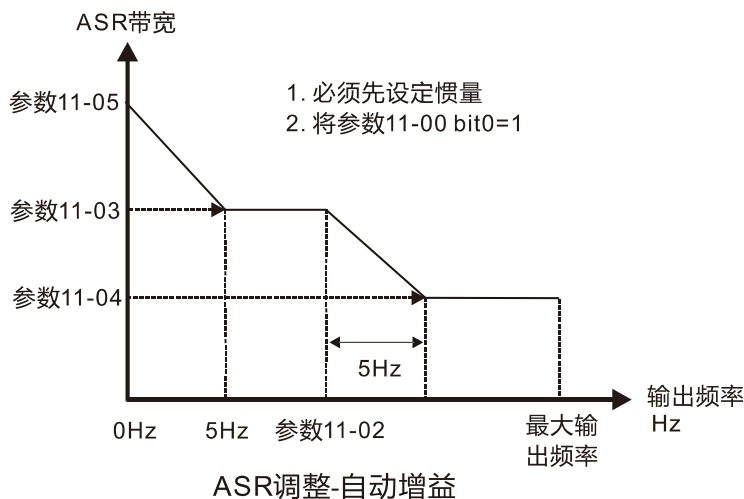 ASR带宽
参数11-05
1. 必须先设定惯量
2. 将参数11-00 bit0=1
参数11-03
参数11-04
5Hz
0Hz
5Hz
参数11-02
最大输
出频率
输出频率
Hz
ASR调整-自动增益